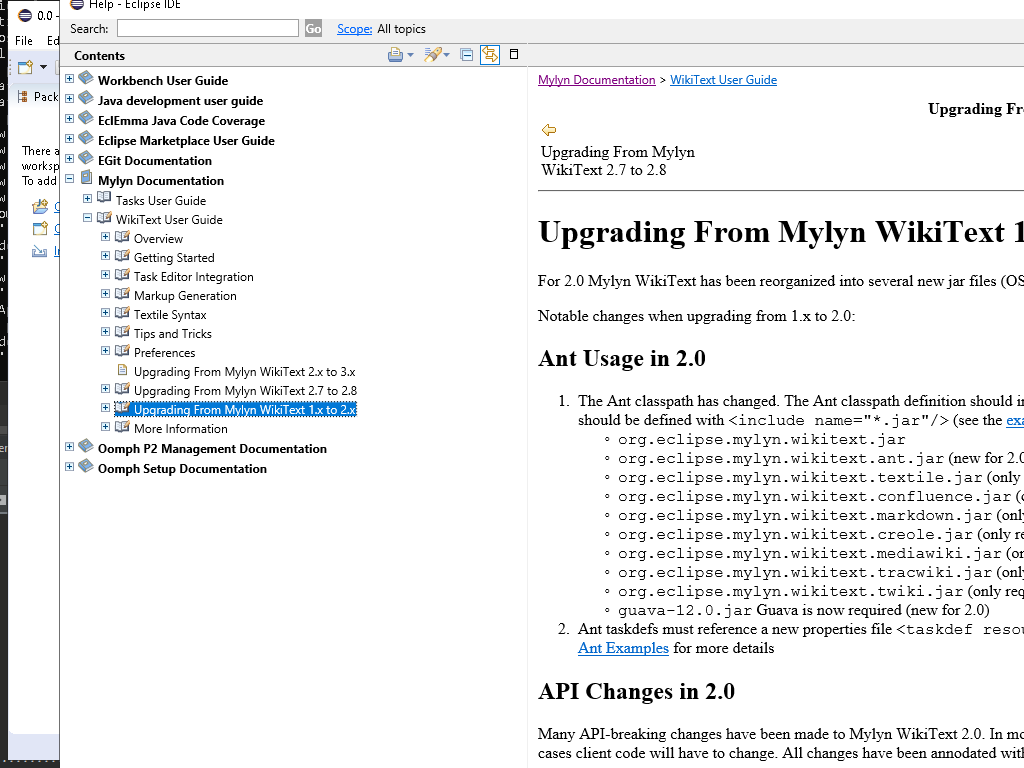 Help - Eclipse IDE
0.0 -
Search:
Go
Scope: All topics
File
Contents
Workbench User Guide
Java development user guide
EclEmma Java Code Coverage
Eclipse Marketplace User Guide
EGit Documentation
Mylyn Documentation
Tasks User Guide
WikiText User Guide
Overview
Getting Started
Task Editor Integration
Markup Generation
Textile Syntax
Tips and Tricks
Preferences
Upgrading From Mylyn WikiText 2.x to 3.x
Upgrading From Mylyn WikiText 2.7 to 2.8
Upgrading From Mylyn WikiText 1.x to 2.x
More Information
Oomph P2 Management Documentation
Oomph Setup Documentation
Pack
There a
worksp
To add
Mylyn Documentation > WikiText User Guide
Upgrading Fr
Upgrading From Mylyn
WikiText 2.7 to 2.8
Upgrading From Mylyn WikiText 1
For 2.0 Mylyn WikiText has been reorganized into several new jar files (OS
Notable changes when upgrading from 1.x to 2.0:
Ant Usage in 2.0
1. The Ant classpath has changed. The Ant classpath definition should i
should be defined with <include name="*.jar"/> (see the exa
◦ org.eclipse.mylyn.wikitext.jar
◦ org.eclipse.mylyn.wikitext.ant.jar (new for 2.0
◦ org.eclipse.mylyn.wikitext.textile.jar (only
◦ org.eclipse.mylyn.wikitext.confluence.jar (o
◦ org.eclipse.mylyn.wikitext.markdown.jar (only
◦ org.eclipse.mylyn.wikitext.creole.jar (only re
◦ org.eclipse.mylyn.wikitext.mediawiki.jar (on
◦ org.eclipse.mylyn.wikitext.tracwiki.jar (only
◦ org.eclipse.mylyn.wikitext.twiki.jar (only req
◦ guava-12.0.jar Guava is now required (new for 2.0)
2. Ant taskdefs must reference a new properties file <taskdef resou
Ant Examples for more details
API Changes in 2.0
Many API-breaking changes have been made to Mylyn WikiText 2.0. In mo
cases client code will have to change. All changes have been annodated with